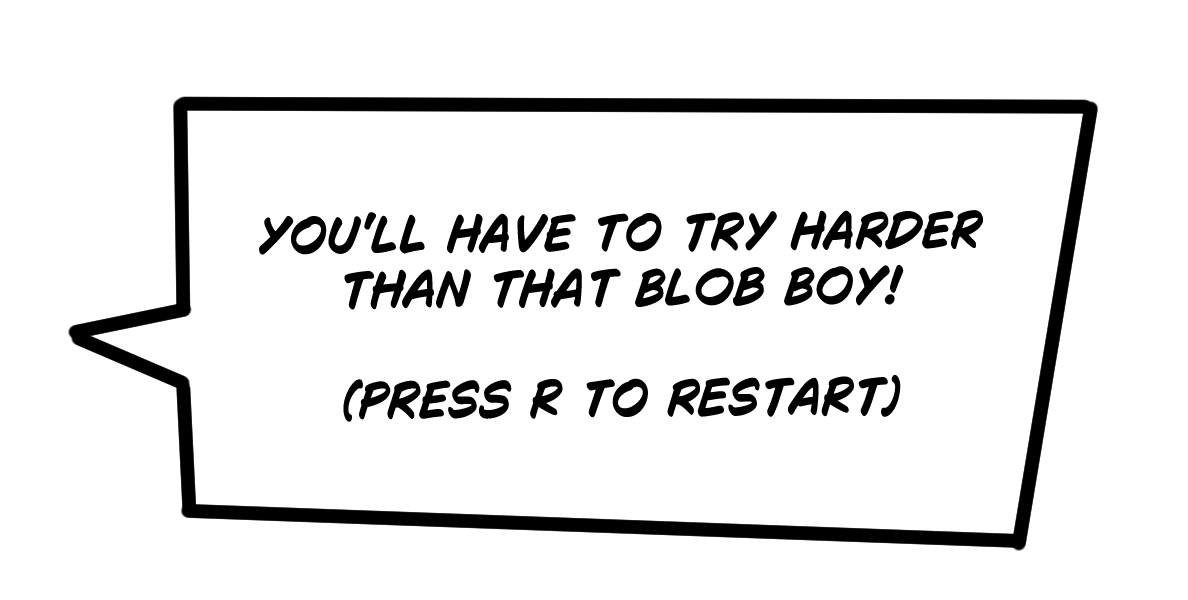 YOU'LL HAVE TO TRY HARDER
THAN THAT BLOB BOY!
(PRESS R TO RESTART)